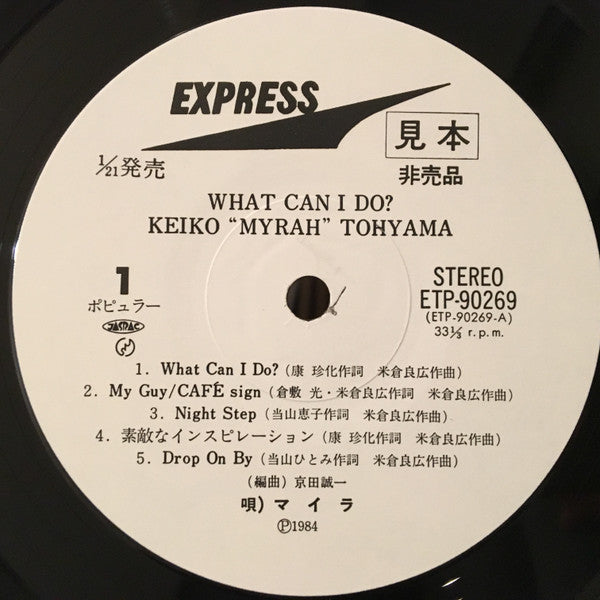 EXPRESS
見本
1/21発売
非売品
WHAT CAN I DO?
KEIKO "MYRAH" TOHYAMA
1
ポピュラー
JASRAC
STEREO
ETP-90269
(ETP-90269-A)
33⅓ r.p.m.
1. What Can I Do? (康 珍化作詞 米倉良広作曲)
2. My Guy/CAFÉ sign (倉敷 光・米倉良広作詞 米倉良広作曲)
3. Night Step (当山恵子作詞 米倉良広作曲)
4. 素敵なインスピレーション (康 珍化作詞 米倉良広作曲)
5. Drop On By (当山ひとみ作詞 米倉良広作曲)
(編曲) 京田誠一
唄) マイラ
Ⓟ1984